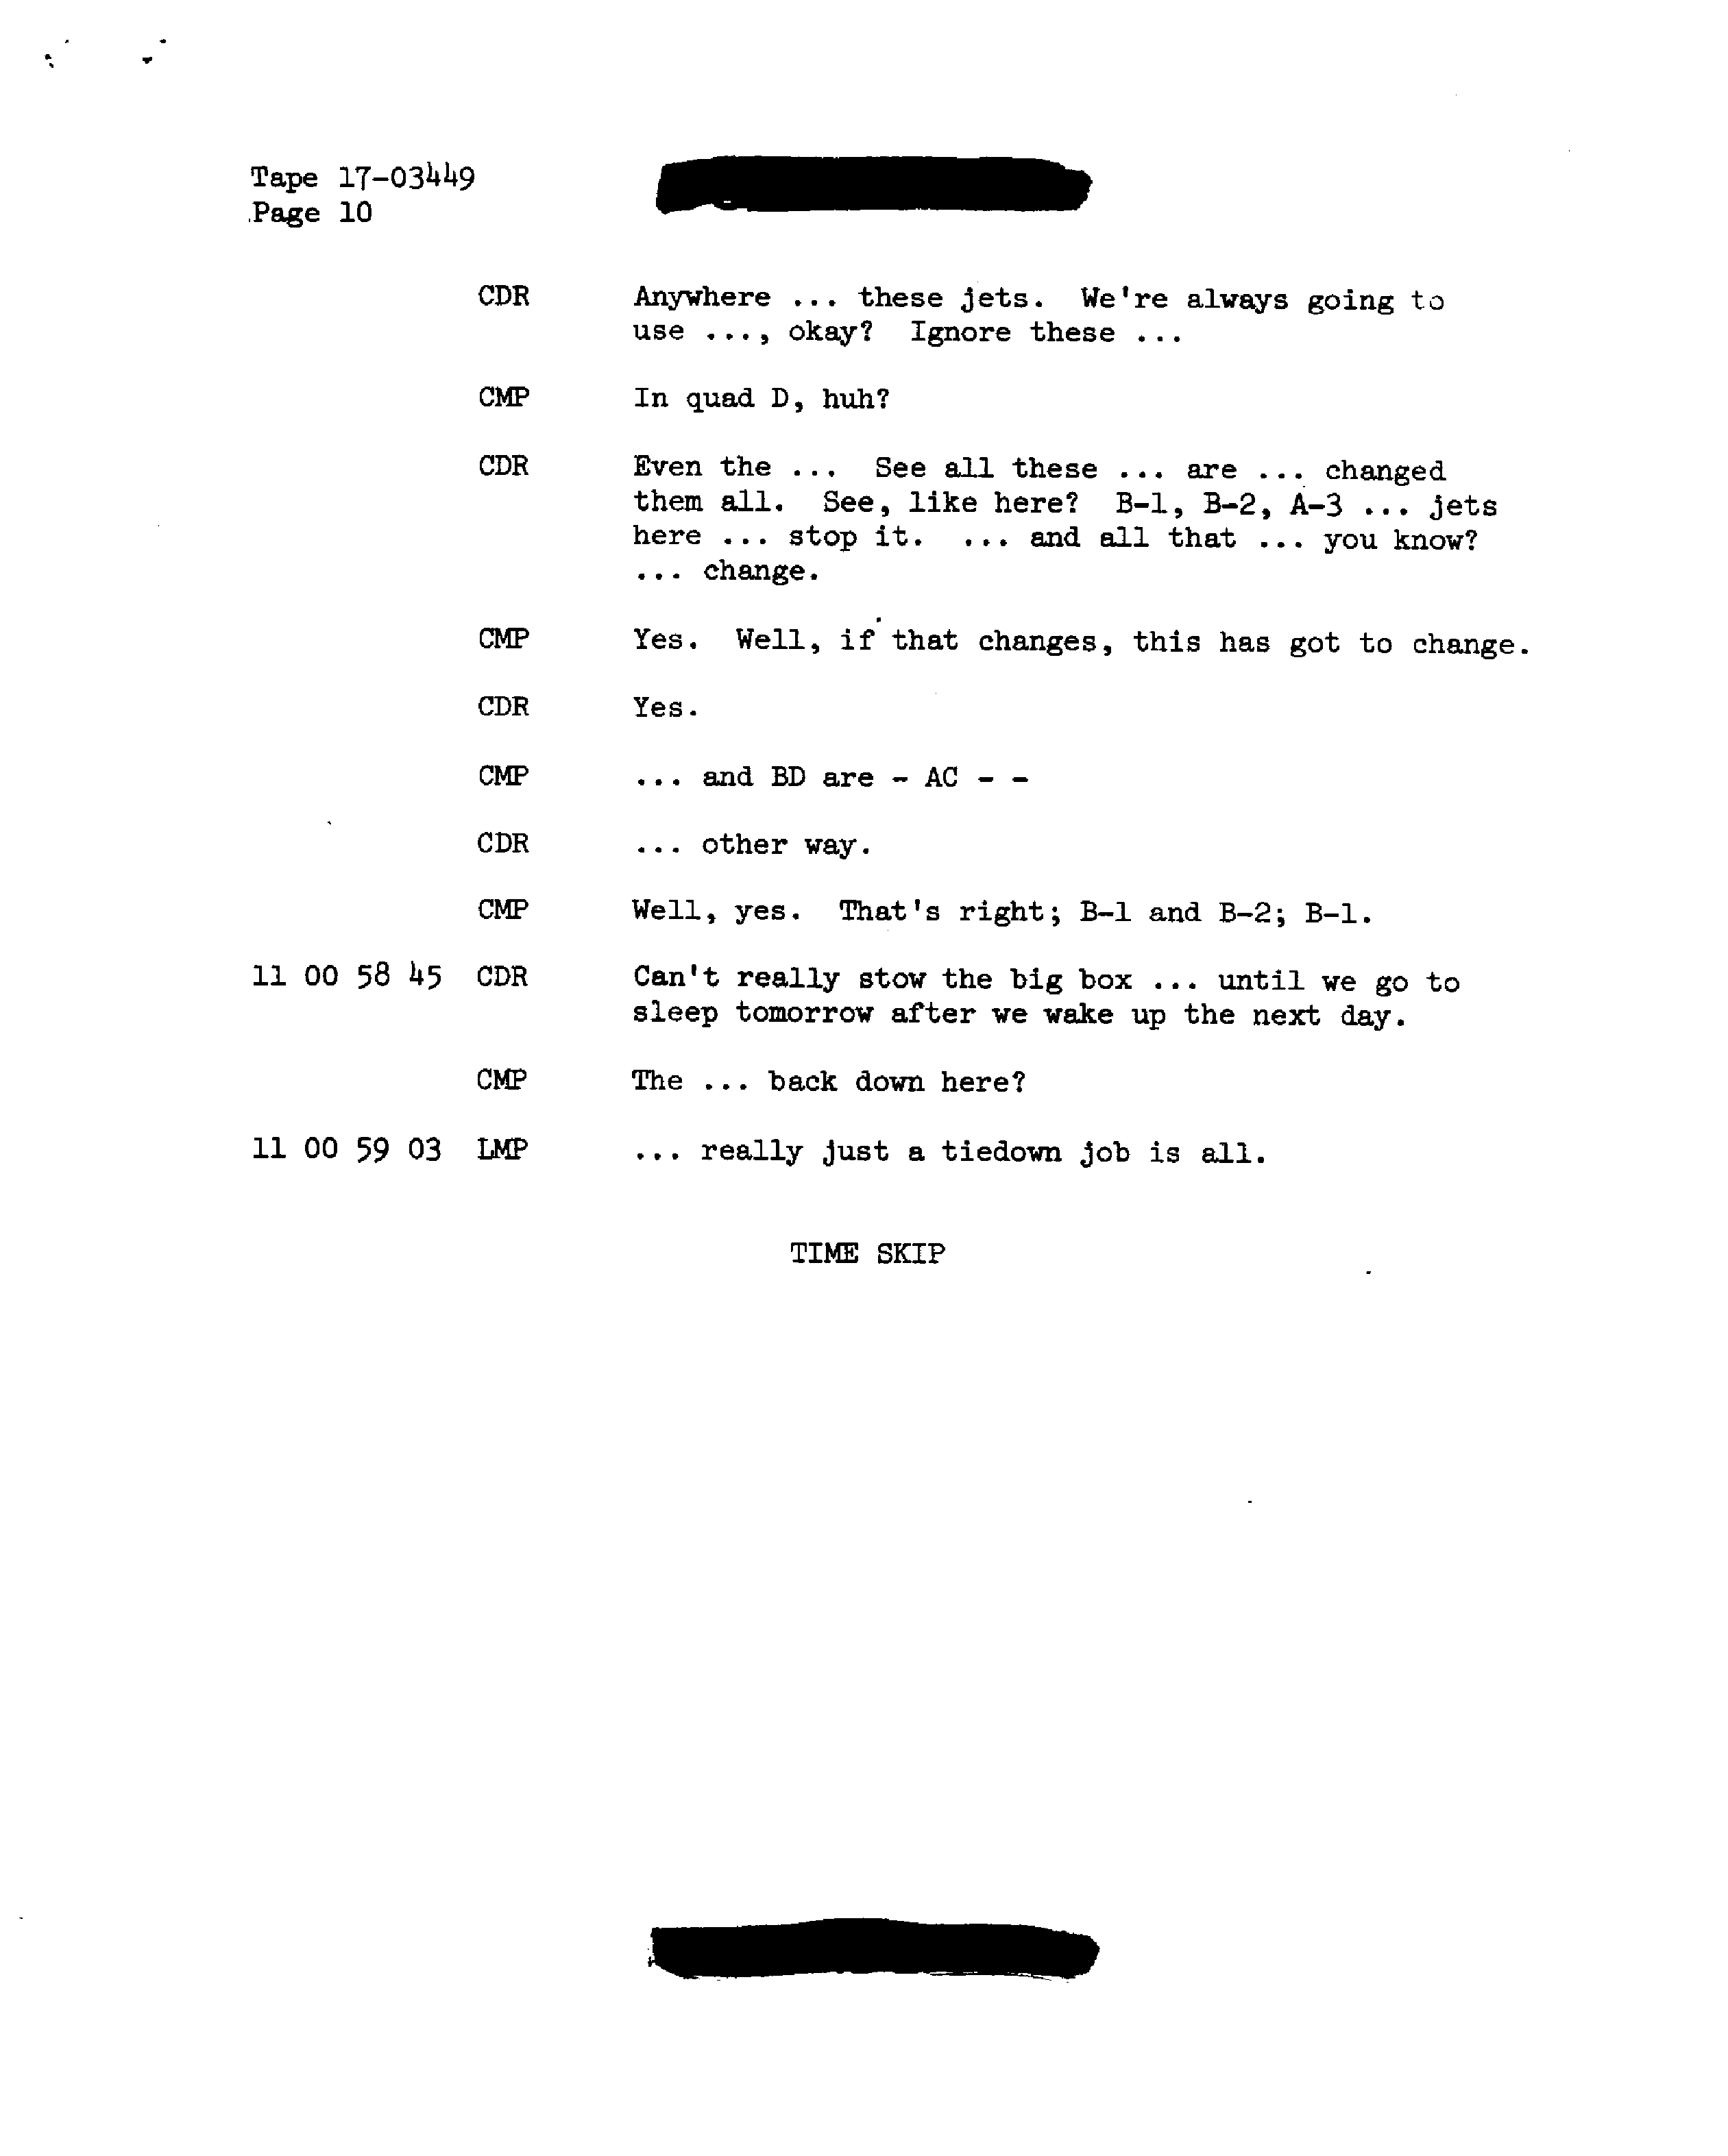 Tape 17-03449
Page 10
CDR Anywhere ... these jets. We're always going to
use ..., okay? Ignore these ...
CMP In quad D, huh?
CDR Even the ... See all these ... are ... changed
them all. See, like here? B-1, B-2, A-3 ... jets
here ... stop it. ... and all that ... you know?
... change.
CMP Yes. Well, if that changes, this has got to change.
CDR Yes.
CMP ... and BD are - AC - -
CDR ... other way.
CMP Well, yes. That's right; B-1 and B-2; B-1.
11 00 58 45 CDR Can't really stow the big box ... until we go to
sleep tomorrow after we wake up the next day.
CMP The ... back down here?
11 00 59 03 LMP ... really just a tiedown job is all.
TIME SKIP